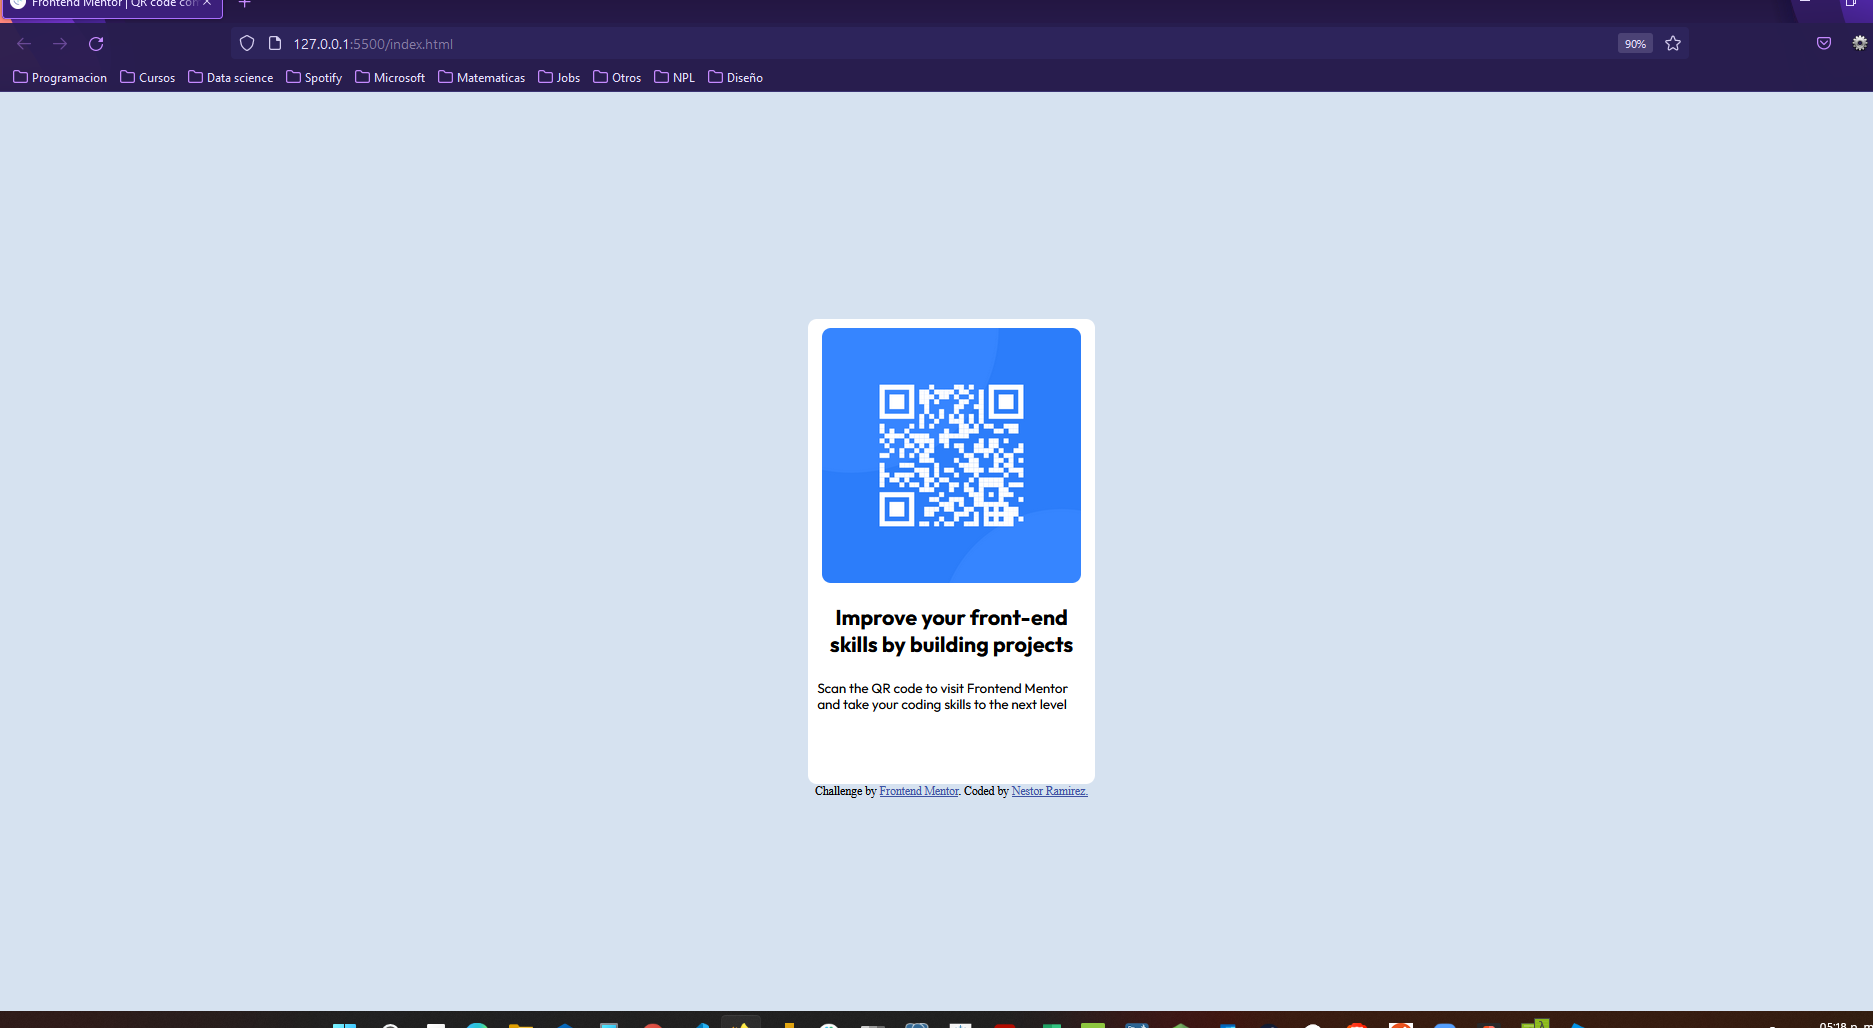 Frontend Mentor | QR code com
127.0.0.1:5500/index.html
90%
Programacion Cursos Data science Spotify Microsoft Matematicas Jobs Otros NPL Diseño
Improve your front-end
skills by building projects
Scan the QR code to visit Frontend Mentor
and take your coding skills to the next level
Challenge by Frontend Mentor. Coded by Nestor Ramirez.
05:18 p. m.